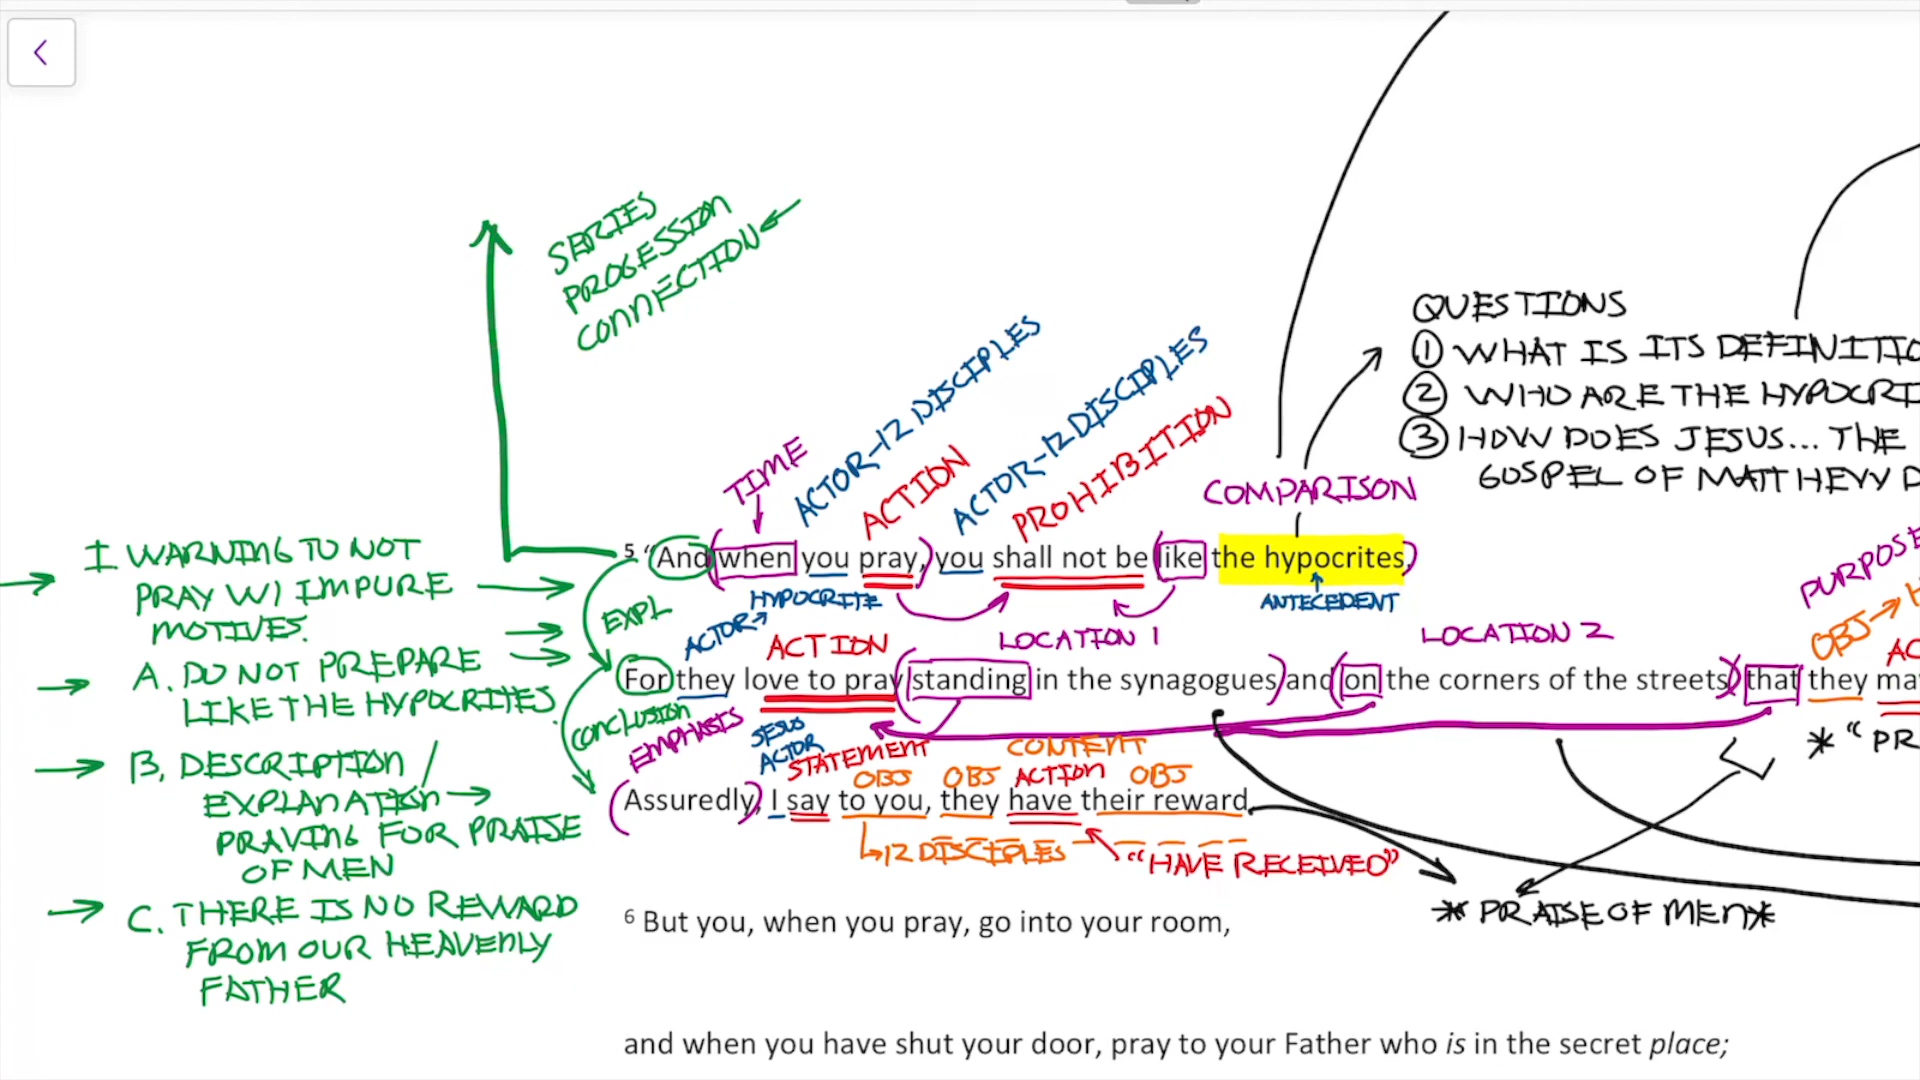 SERIES
PROGESSION
CONNECTION
QUESTIONS
① WHAT IS ITS DEFINITIO
② WHO ARE THE HYPOCRI
③ HOW DOES JESUS... THE
GOSPEL OF MATTHEW D
TIME
ACTOR-12 DISCIPLES
ACTION
ACTOR-12 DISCIPLES
PROHIBITION
COMPARISON
5 "And when you pray, you shall not be like the hypocrites,
HYPOCRITE
ANTECEDENT
EXPL
ACTOR
ACTION
LOCATION 1
LOCATION 2
PURPOSE
OBJ
H
AC
For they love to pray standing in the synagogues and on the corners of the streets, that they may
CONCLUSION
EMPHASIS
JESUS
ACTOR
STATEMENT
OBJ
OBJ
CONTENT
ACTION
OBJ
* "PR
Assuredly, I say to you, they have their reward.
12 DISCIPLES
"HAVE RECEIVED"
* PRAISE OF MEN *
6 But you, when you pray, go into your room,
and when you have shut your door, pray to your Father who is in the secret place;
I WARNING TO NOT
PRAY W/ IMPURE
MOTIVES.
A. DO NOT PREPARE
LIKE THE HYPOCRITES.
B. DESCRIPTION /
EXPLANATION
PRAYING FOR PRAISE
OF MEN
C. THERE IS NO REWARD
FROM OUR HEAVENLY
FATHER